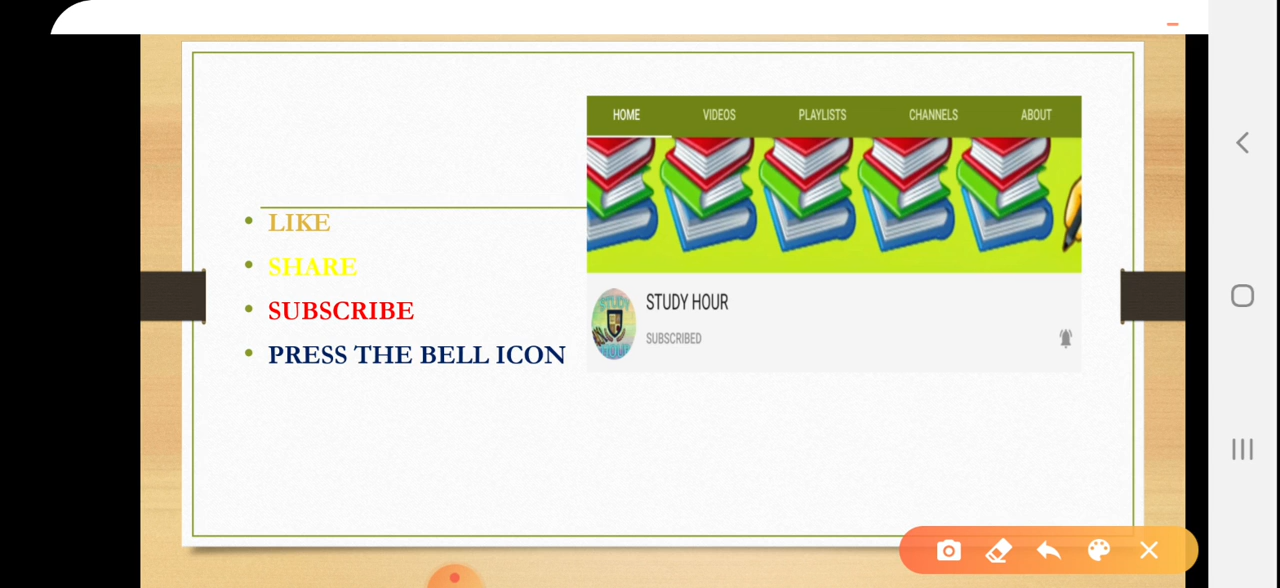 LIKE
SHARE
SUBSCRIBE
PRESS THE BELL ICON
HOME VIDEOS PLAYLISTS CHANNELS ABOUT
STUDY HOUR
SUBSCRIBED